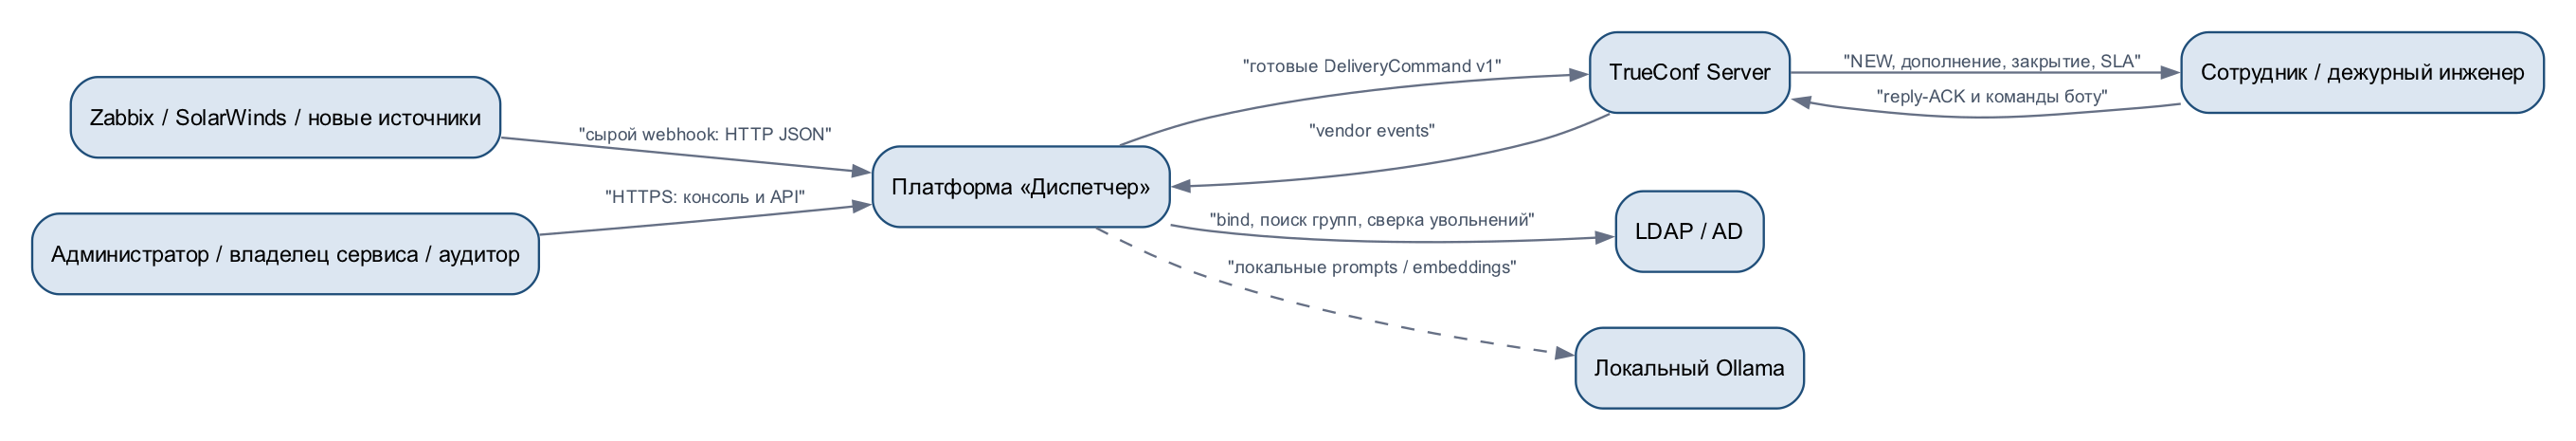 Zabbix / SolarWinds / новые источники
"сырой webhook: HTTP JSON"
Администратор / владелец сервиса / аудитор
"HTTPS: консоль и API"
Платформа «Диспетчер»
"готовые DeliveryCommand v1"
"vendor events"
TrueConf Server
"NEW, дополнение, закрытие, SLA"
"reply-ACK и команды боту"
Сотрудник / дежурный инженер
"bind, поиск групп, сверка увольнений"
LDAP / AD
"локальные prompts / embeddings"
Локальный Ollama